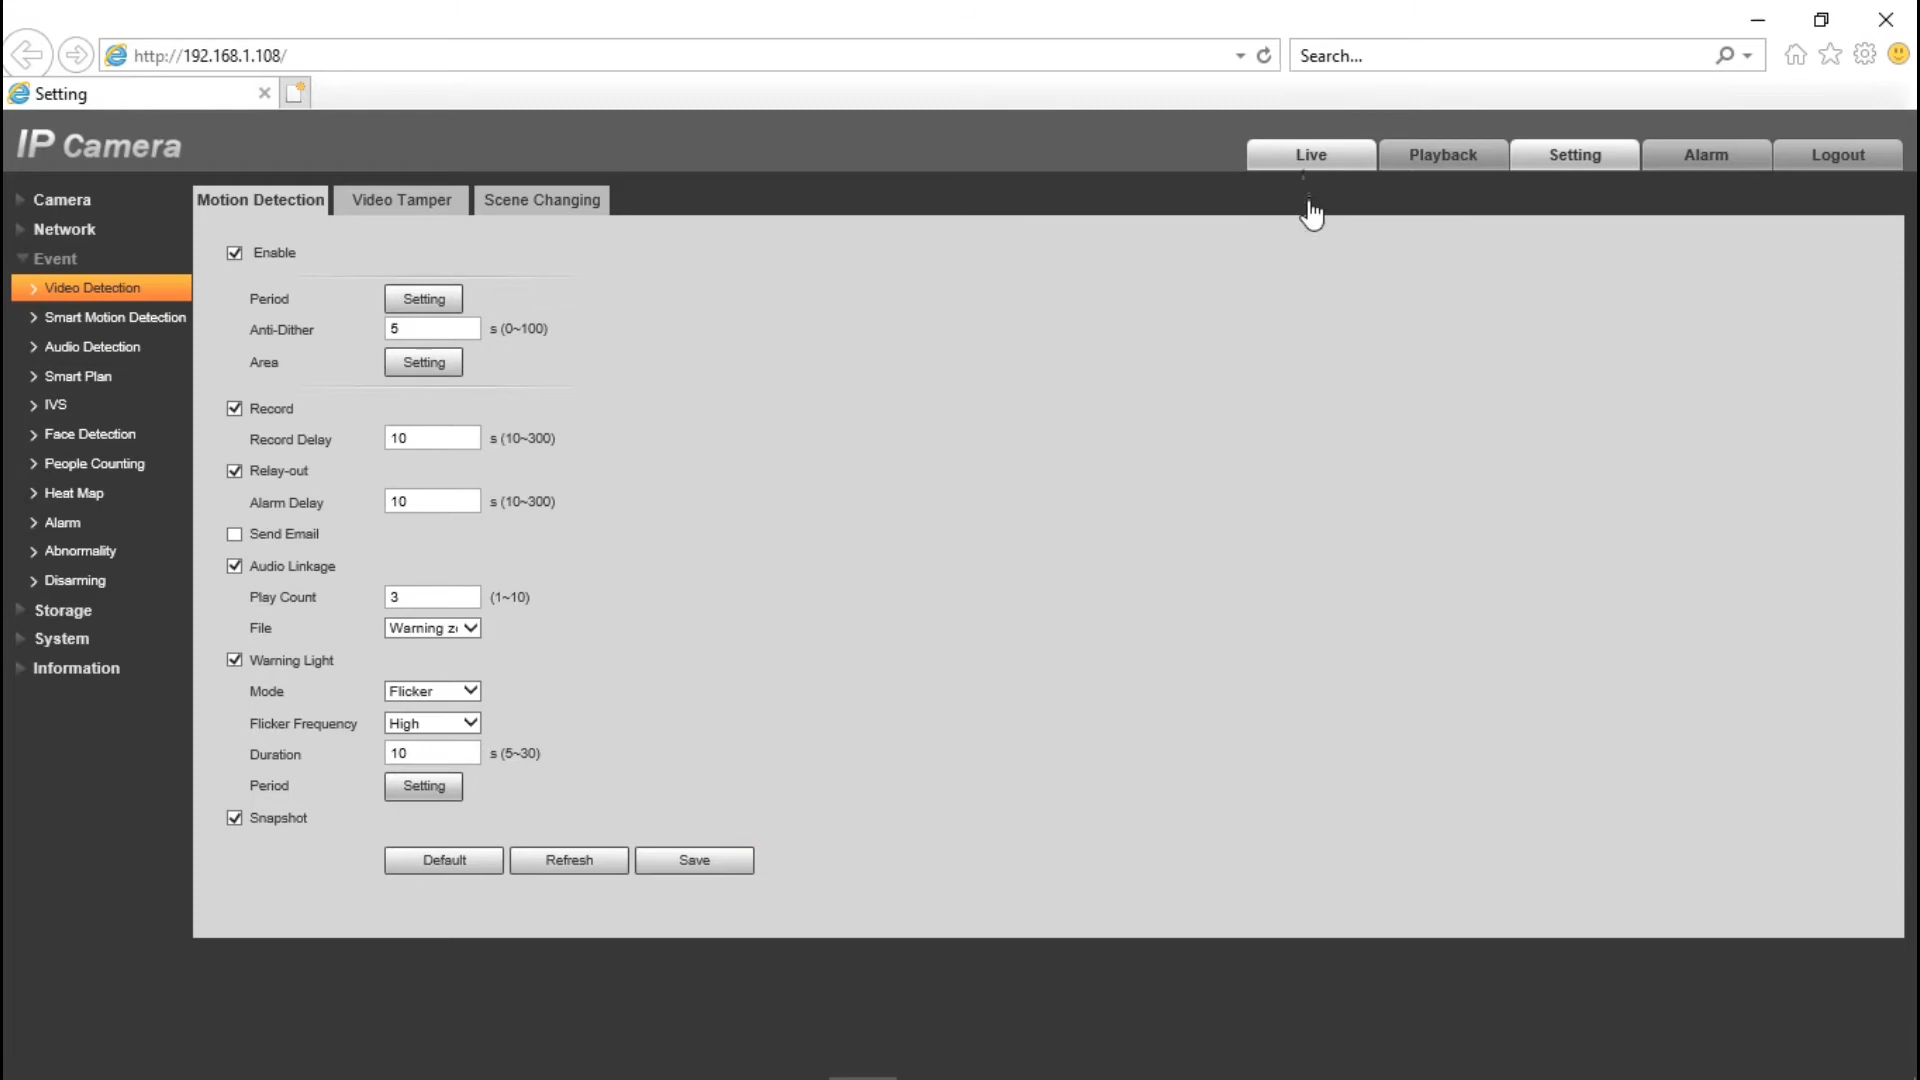 http://192.168.1.108/
Search...
Setting
IP Camera
Live
Playback
Setting
Alarm
Logout
Camera
Network
Event
Video Detection
Smart Motion Detection
Audio Detection
Smart Plan
IVS
Face Detection
People Counting
Heat Map
Alarm
Abnormality
Disarming
Storage
System
Information
Motion Detection
Video Tamper
Scene Changing
Enable
Period Setting
Anti-Dither 5 s (0~100)
Area Setting
Record
Record Delay 10 s (10~300)
Relay-out
Alarm Delay 10 s (10~300)
Send Email
Audio Linkage
Play Count 3 (1~10)
File Warning z
Warning Light
Mode Flicker
Flicker Frequency High
Duration 10 s (5~30)
Period Setting
Snapshot
Default Refresh Save